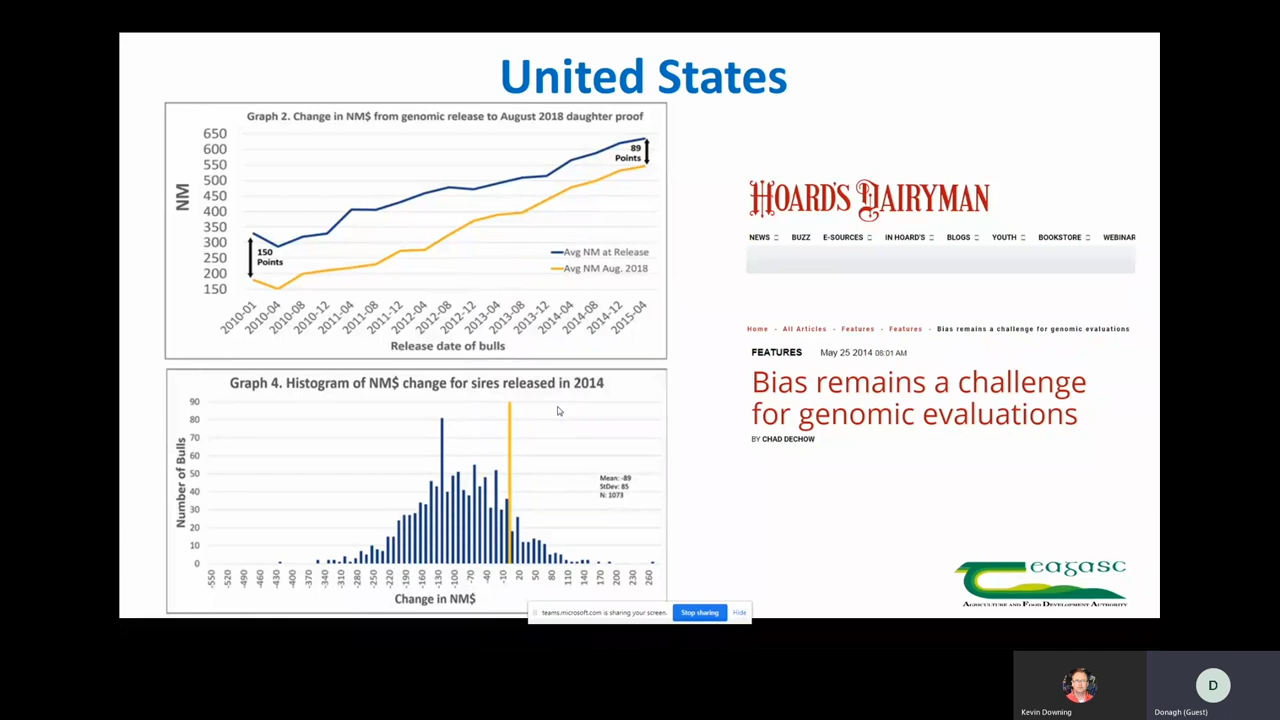 United States
Graph 2. Change in NM$ from genomic release to August 2018 daughter proof
NM
650
600
550
500
450
400
350
300
250
200
150
150
Points
89
Points
Avg NM at Release
Avg NM Aug. 2018
2010-01
2010-04
2010-08
2010-12
2011-04
2011-08
2011-12
2012-04
2012-08
2012-12
2013-04
2013-08
2013-12
2014-04
2014-08
2014-12
2015-04
Release date of bulls
Graph 4. Histogram of NM$ change for sires released in 2014
Number of Bulls
90
80
70
60
50
40
30
20
10
0
Mean: -89
StDev: 85
N: 1073
-550
-520
-490
-460
-430
-400
-370
-340
-310
-280
-250
-220
-190
-160
-130
-100
-70
-40
-10
20
50
80
110
140
170
200
230
260
Change in NM$
HOARD'S DAIRYMAN
NEWS BUZZ E-SOURCES IN HOARD'S BLOGS YOUTH BOOKSTORE WEBINAR
Home - All Articles - Features - Features - Bias remains a challenge for genomic evaluations
FEATURES May 25 2014 08:01 AM
Bias remains a challenge
for genomic evaluations
BY CHAD DECHOW
Teagasc
AGRICULTURE AND FOOD DEVELOPMENT AUTHORITY
teams.microsoft.com is sharing your screen. Stop sharing Hide
D
Kevin Downing
Donagh (Guest)